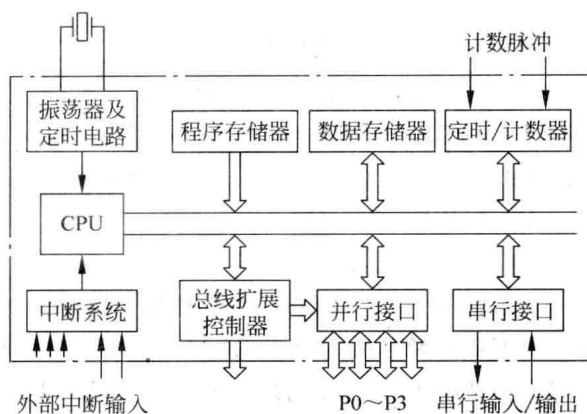 计数脉冲
振荡器及
定时电路
程序存储器
数据存储器
定时/计数器
CPU
中断系统
总线扩展
控制器
并行接口
串行接口
外部中断输入
P0～P3
串行输入/输出